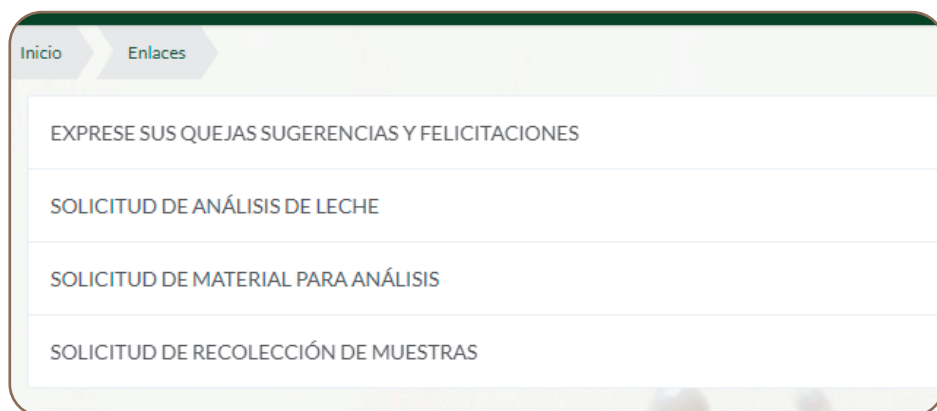 Inicio Enlaces
EXPRESE SUS QUEJAS SUGERENCIAS Y FELICITACIONES
SOLICITUD DE ANÁLISIS DE LECHE
SOLICITUD DE MATERIAL PARA ANÁLISIS
SOLICITUD DE RECOLECCIÓN DE MUESTRAS